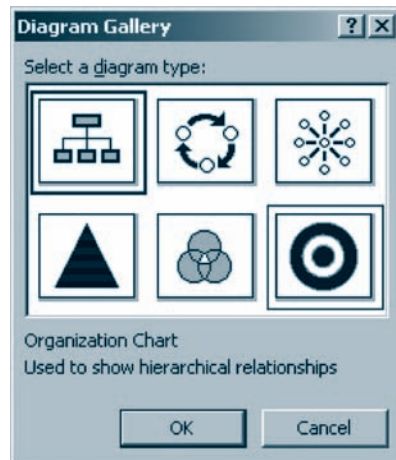 Diagram Gallery
Select a diagram type:
Organization Chart
Used to show hierarchical relationships
OK Cancel